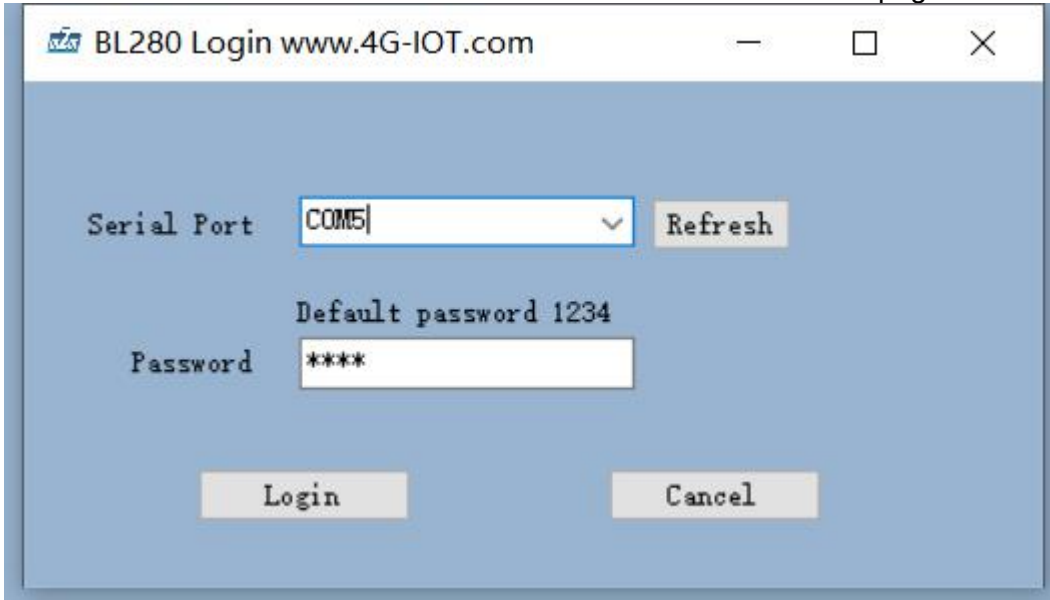 BL280 Login www.4G-IOT.com
Serial Port COM5 Refresh
Default password 1234
Password ****
Login Cancel